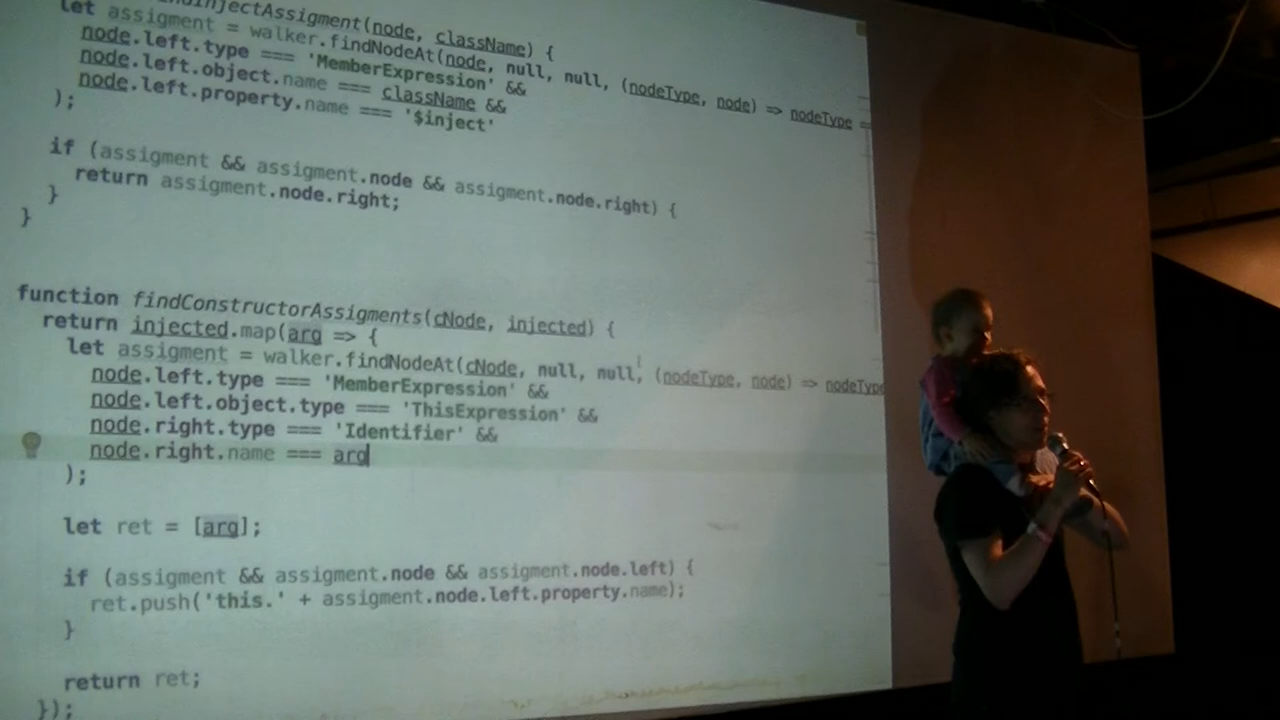 InjectAssigment(node, className) {
let assigment = walker.findNodeAt(node, null, null, (nodeType, node) => nodeType =
node.left.type === 'MemberExpression' &&
node.left.object.name === className &&
node.left.property.name === '$inject'
);
if (assigment && assigment.node && assigment.node.right) {
return assigment.node.right;
}
}
function findConstructorAssigments(cNode, injected) {
return injected.map(arg => {
let assigment = walker.findNodeAt(cNode, null, null, (nodeType, node) => nodeType
node.left.type === 'MemberExpression' &&
node.left.object.type === 'ThisExpression' &&
node.right.type === 'Identifier' &&
node.right.name === arg
);
let ret = [arg];
if (assigment && assigment.node && assigment.node.left) {
ret.push('this.' + assigment.node.left.property.name);
}
return ret;
});